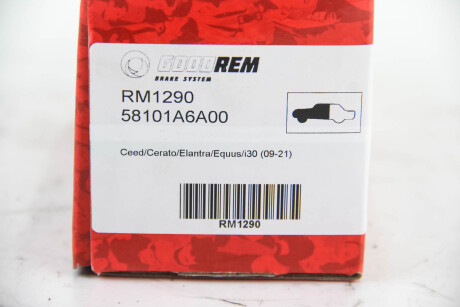 GOODREM
BRAKE SYSTEM
RM1290
58101A6A00
Ceed/Cerato/Elantra/Equus/i30 (09-21)
RM1290